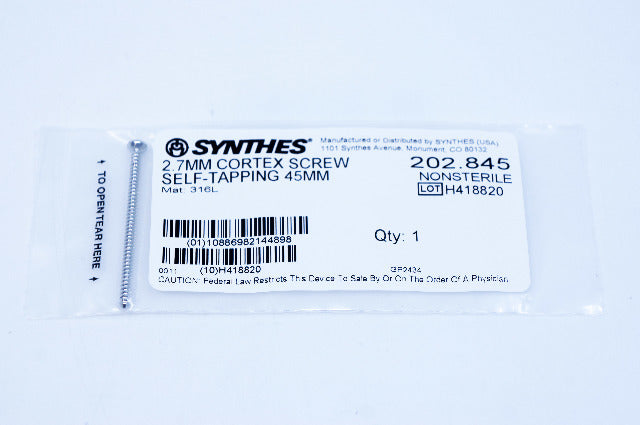 SYNTHES®
Manufactured or Distributed by SYNTHES (USA)
1101 Synthes Avenue, Monument, CO 80132
2.7MM CORTEX SCREW
SELF-TAPPING 45MM
Mat: 316L
202.845
NONSTERILE
LOT H418820
(01)10886982144898
Qty: 1
(10)H418820
0011
GP2434
CAUTION: Federal Law Restricts This Device To Sale By Or On The Order Of A Physician.
TO OPEN TEAR HERE